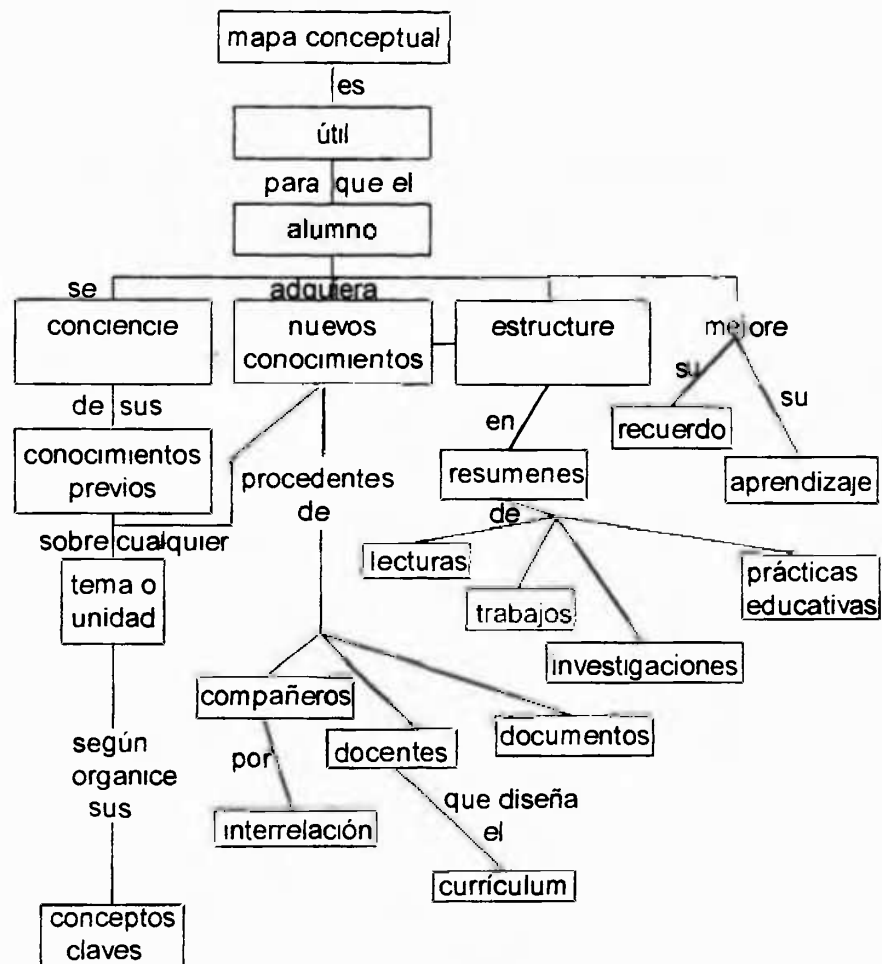 mapa conceptual
es
útil
para que el
alumno
se
adquiera
conciencie
nuevos
conocimientos
estructure
mejore
de sus
su
su
en
recuerdo
conocimientos
previos
procedentes
de
resumenes
aprendizaje
de
sobre cualquier
lecturas
prácticas
educativas
tema o
unidad
trabajos
investigaciones
compañeros
documentos
según
organice
sus
por
docentes
que diseña
el
interrelación
currículum
conceptos
claves